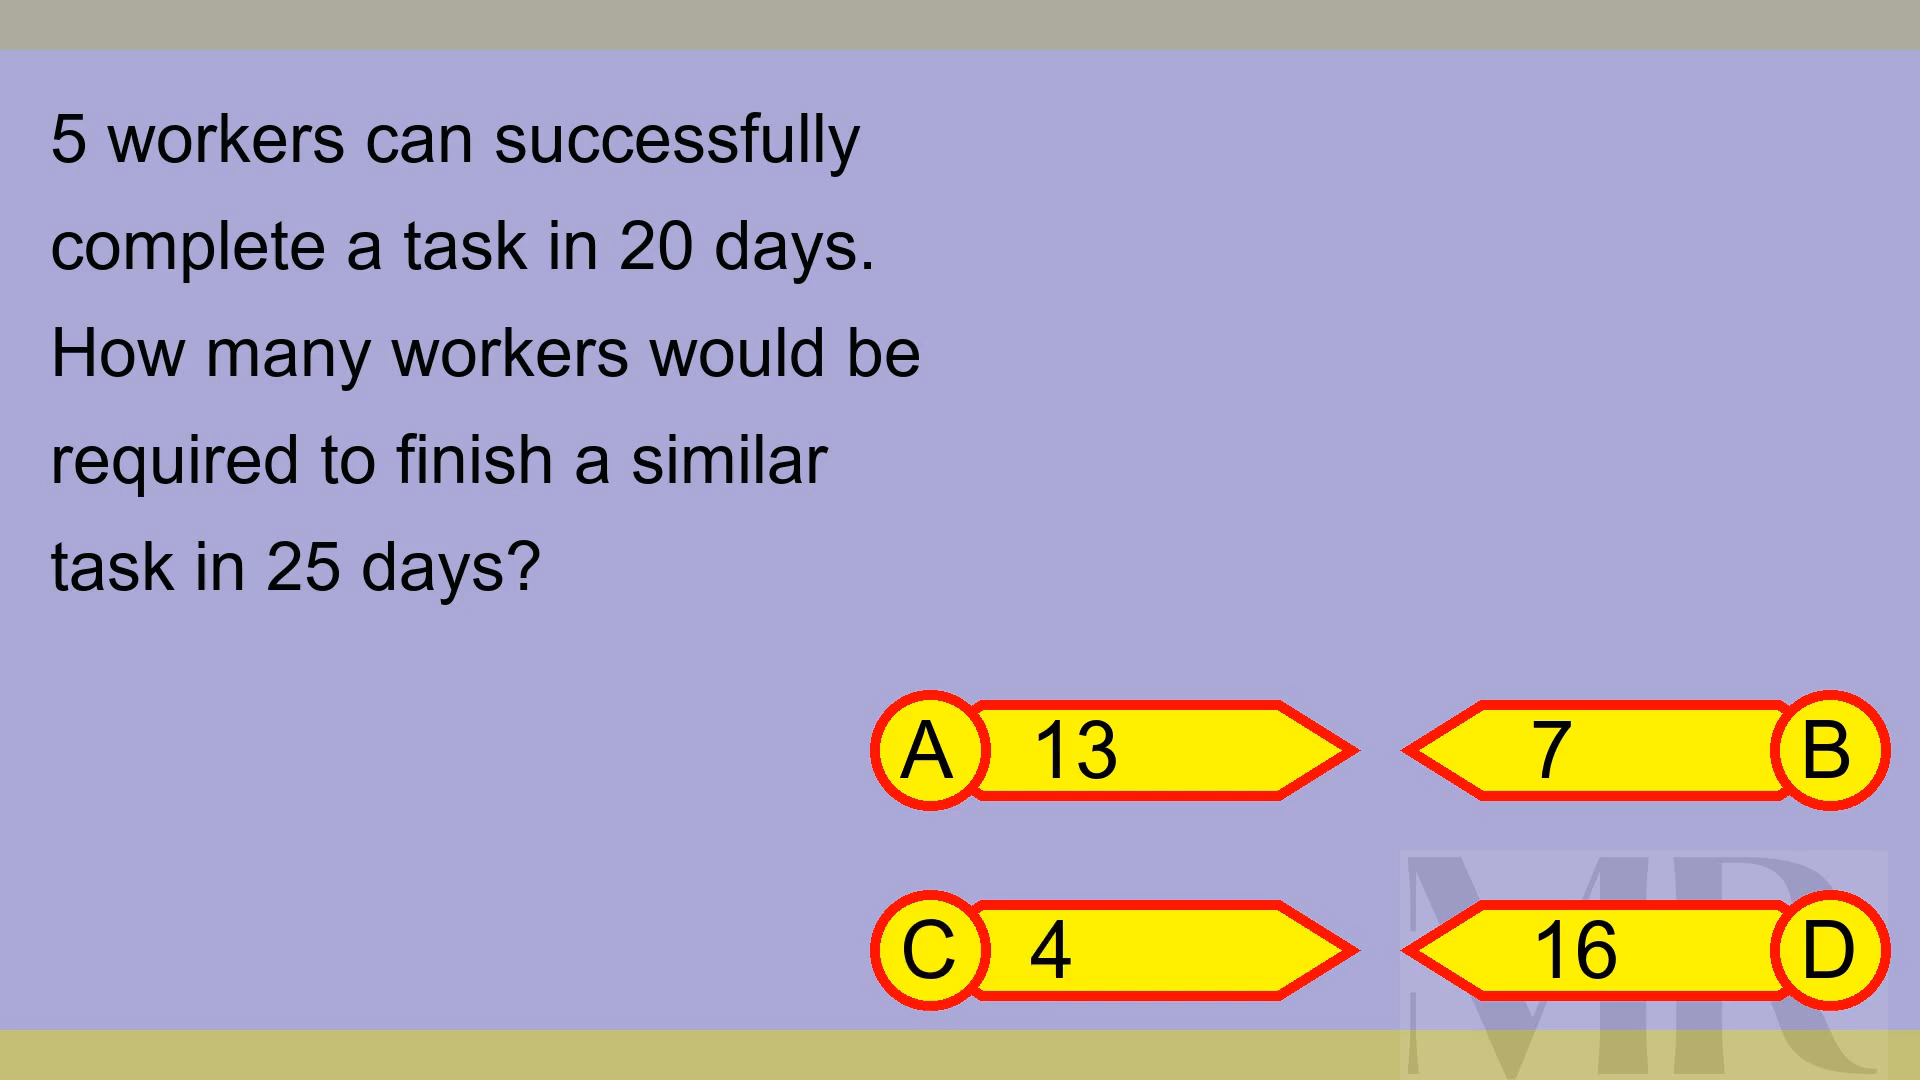 5 workers can successfully
complete a task in 20 days.
How many workers would be
required to finish a similar
task in 25 days?
A 13
7 B
C 4
16 D
MR